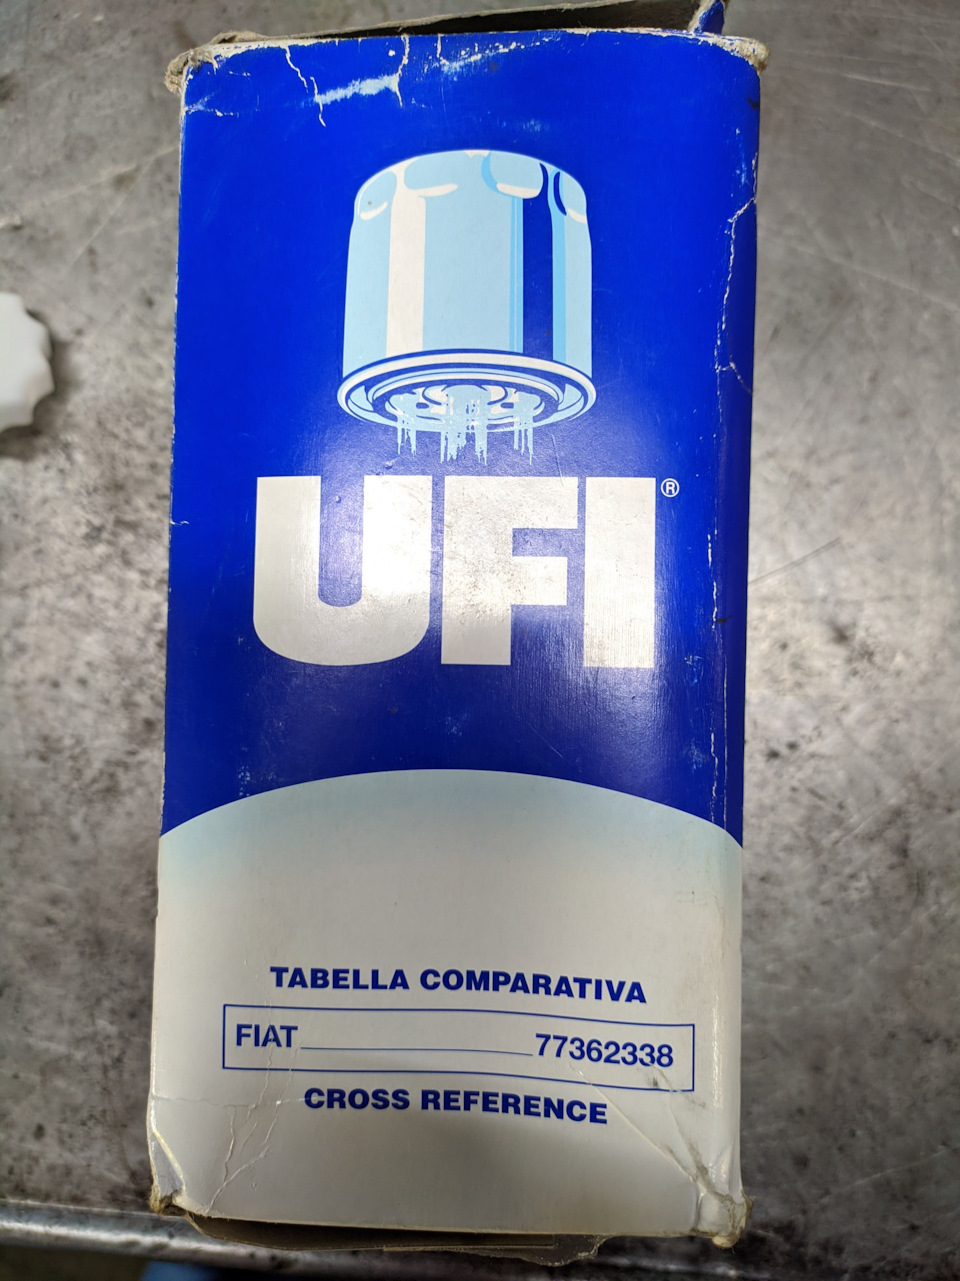 UFI®
TABELLA COMPARATIVA
FIAT 77362338
CROSS REFERENCE